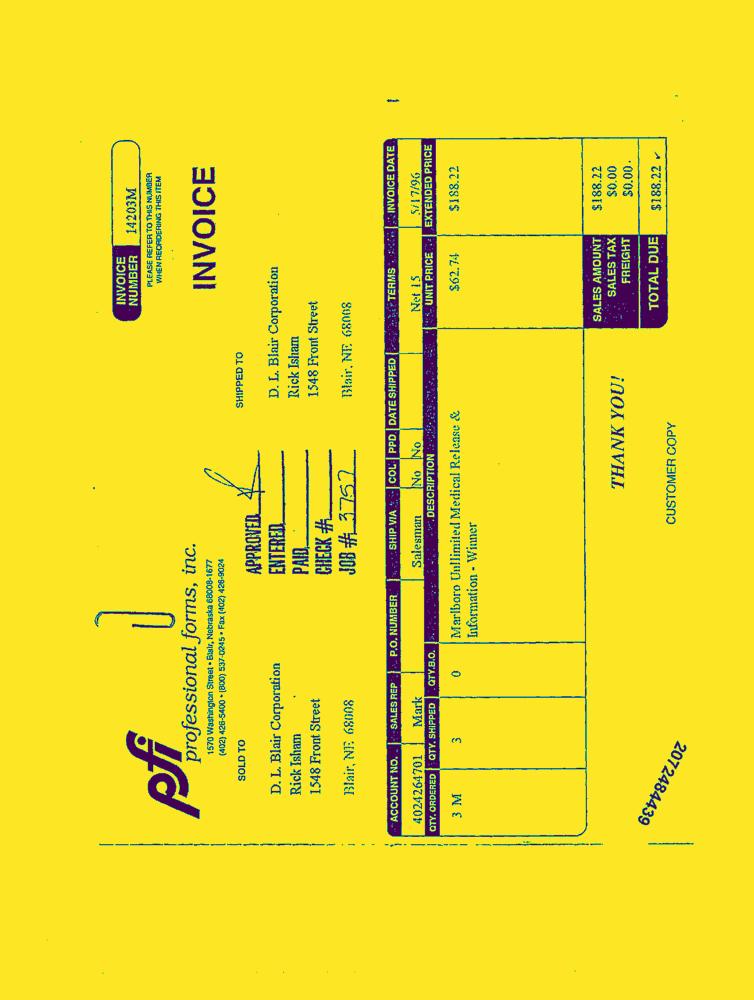 pfi
professional forms, inc.
1570 Washington Street • Blair, Nebraska 68008-1677
(402) 426-5400 • (800) 537-0245 • Fax (402) 426-9024
INVOICE NUMBER 14203M
PLEASE REFER TO THIS NUMBER
WHEN REORDERING THIS ITEM
INVOICE
SOLD TO
D. L. Blair Corporation
Rick Isham
1548 Front Street
Blair, NE 68008
APPROVED
ENTERED
PAID
CHECK #
JOB # 3757
SHIPPED TO
D. L. Blair Corporation
Rick Isham
1548 Front Street
Blair, NE 68008
ACCOUNT NO. SALES REP P.O. NUMBER SHIP VIA COL PPD DATE SHIPPED TERMS INVOICE DATE
4024264701 Mark Salesman No No Net 15 5/17/96
QTY. ORDERED QTY. SHIPPED QTY.B.O. DESCRIPTION UNIT PRICE EXTENDED PRICE
3 M 3 0 Marlboro Unllimited Medical Release & $62.74 $188.22
Information - Winner
SALES AMOUNT $188.22
SALES TAX $0.00
FREIGHT $0.00
TOTAL DUE $188.22
THANK YOU!
CUSTOMER COPY
2072484439